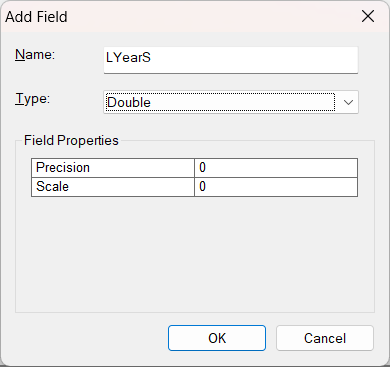 Add Field
Name: LYearS
Type: Double
Field Properties
Precision 0
Scale 0
OK Cancel